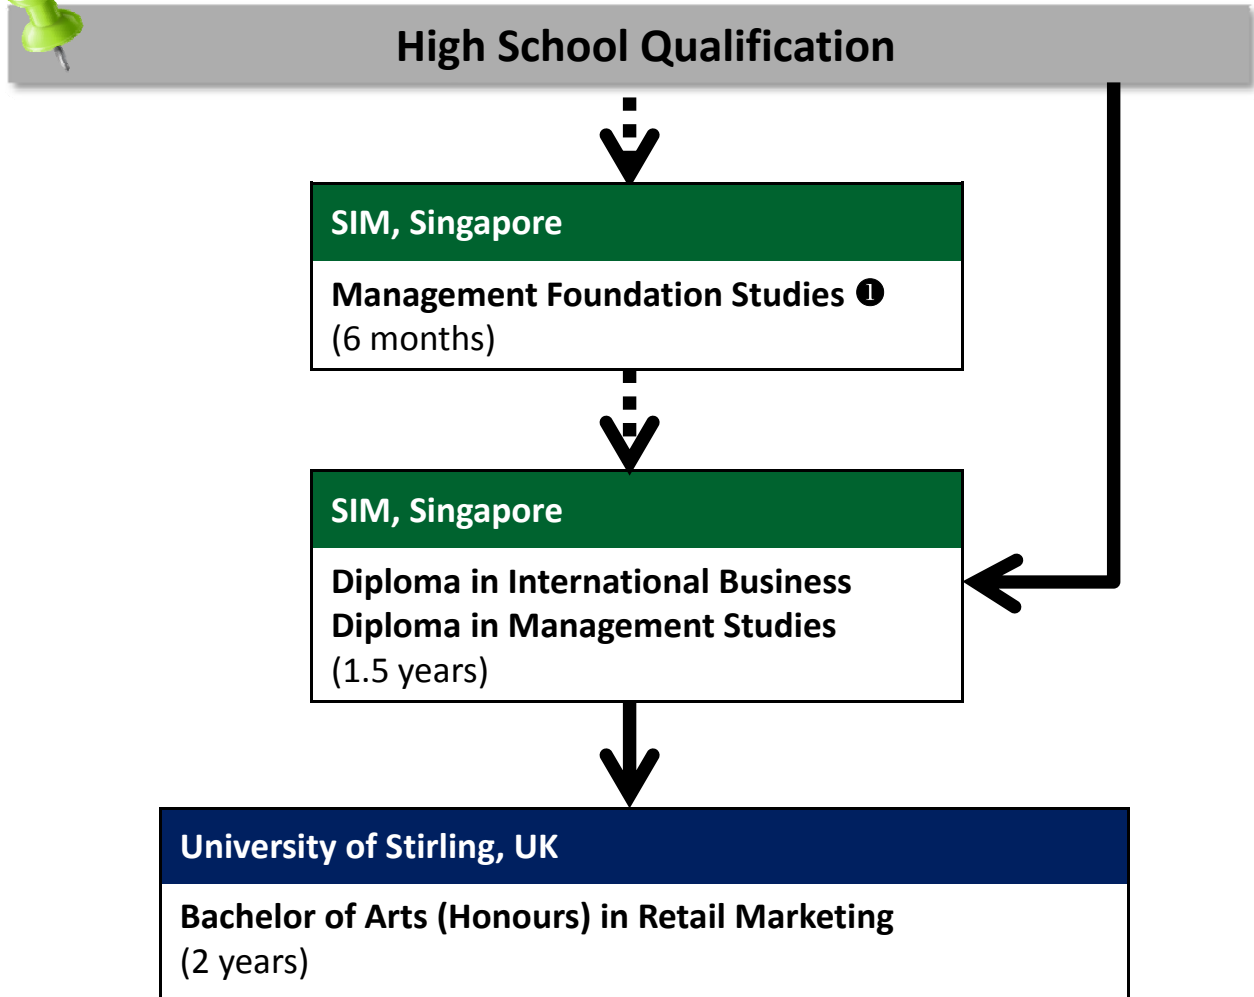 High School Qualification
SIM, Singapore
Management Foundation Studies ❶
(6 months)
SIM, Singapore
Diploma in International Business
Diploma in Management Studies
(1.5 years)
University of Stirling, UK
Bachelor of Arts (Honours) in Retail Marketing
(2 years)